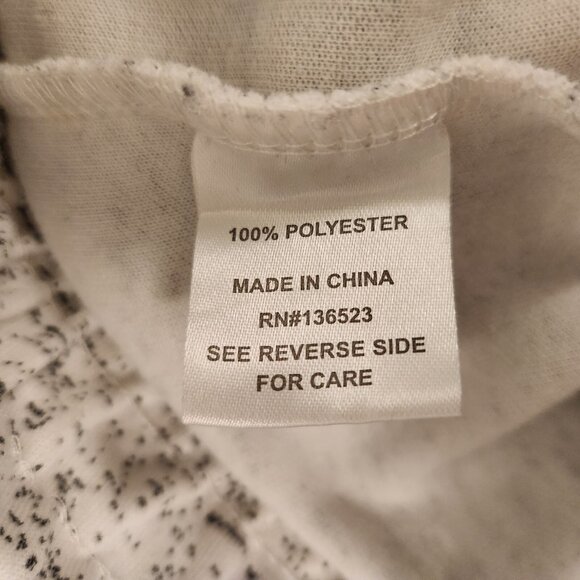 100% POLYESTER
MADE IN CHINA
RN#136523
SEE REVERSE SIDE
FOR CARE